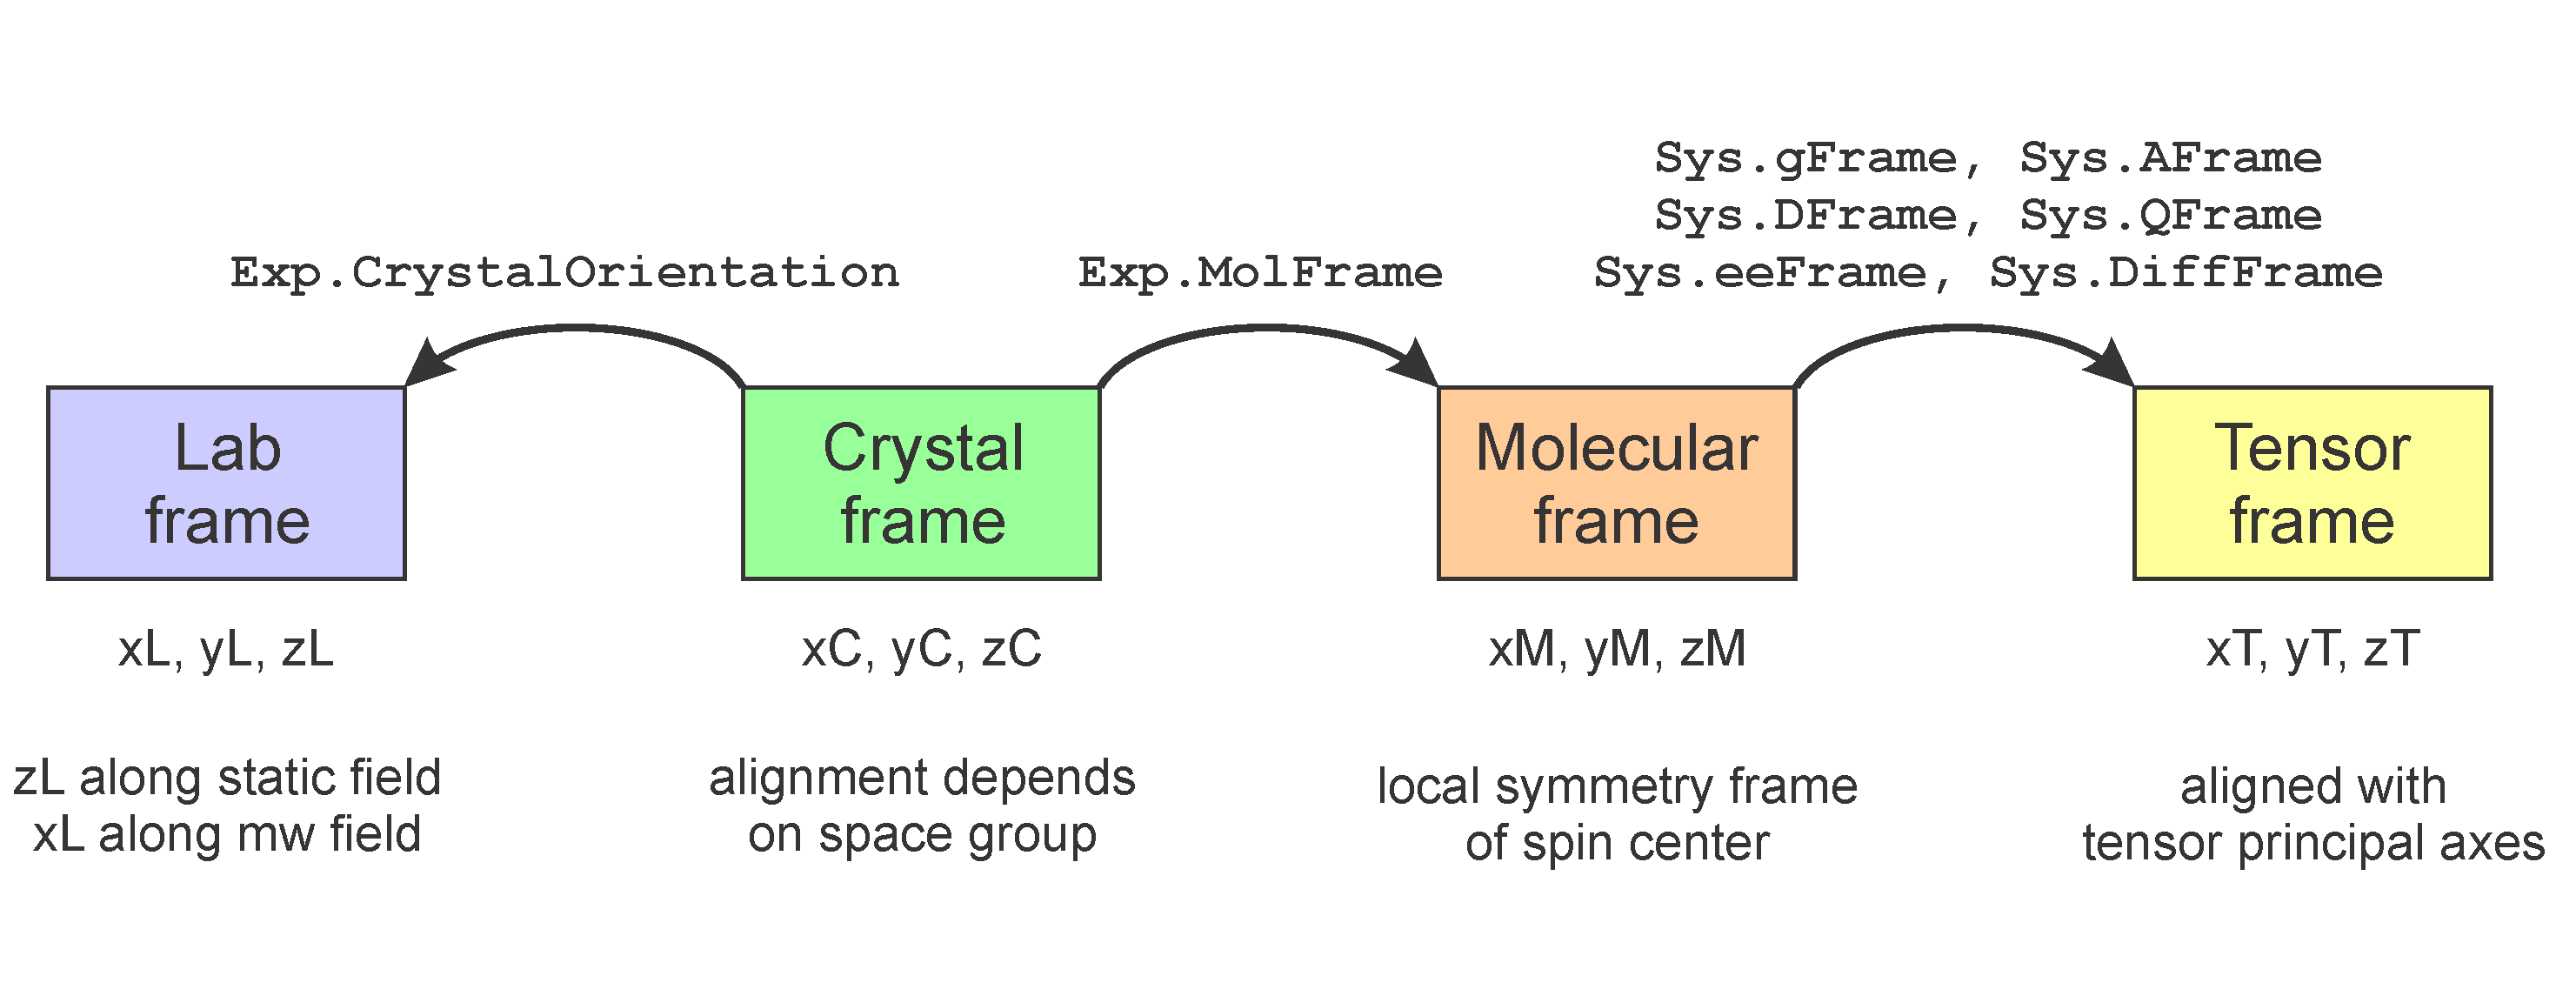 Sys.gFrame, Sys.AFrame
Sys.DFrame, Sys.QFrame
Exp.CrystalOrientation
Exp.MolFrame
Sys.eeFrame, Sys.DiffFrame
Lab
frame
Crystal
frame
Molecular
frame
Tensor
frame
xL, yL, zL
xC, yC, zC
xM, yM, zM
xT, yT, zT
zL along static field
xL along mw field
alignment depends
on space group
local symmetry frame
of spin center
aligned with
tensor principal axes